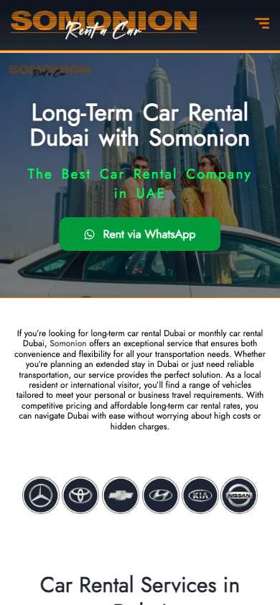 SOMONION
Rent a Car
SOMONION
Rent a Car
Long-Term Car Rental
Dubai with Somonion
The Best Car Rental Company
in UAE
Rent via WhatsApp
If you're looking for long-term car rental Dubai or monthly car rental
Dubai, Somonion offers an exceptional service that ensures both
convenience and flexibility for all your transportation needs. Whether
you're planning an extended stay in Dubai or just need reliable
transportation, our service provides the perfect solution. As a local
resident or international visitor, you'll find a range of vehicles
tailored to meet your personal or business travel requirements. With
competitive pricing and affordable long-term car rental rates, you
can navigate Dubai with ease without worrying about high costs or
hidden charges.
KIA
NISSAN
Car Rental Services in